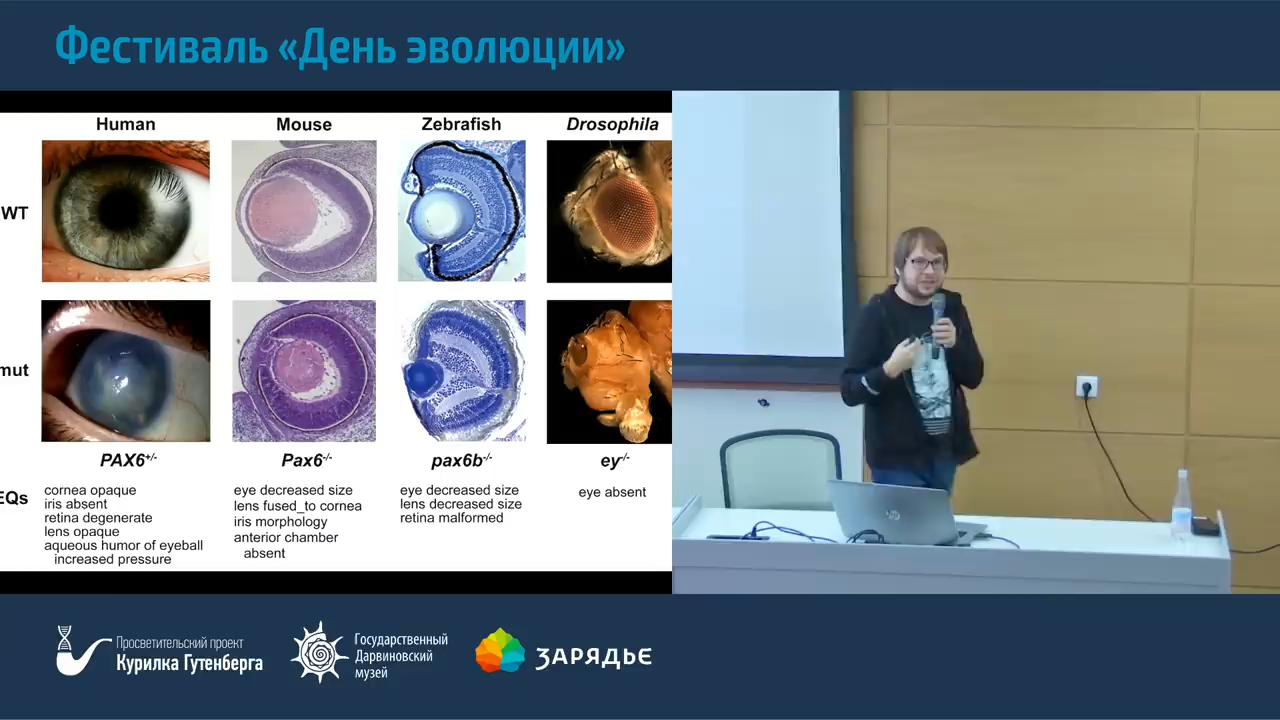 Фестиваль «День эволюции»
Human Mouse Zebrafish Drosophila
WT
mut
PAX6+/- Pax6-/- pax6b-/- ey-/-
EQs
cornea opaque
iris absent
retina degenerate
lens opaque
aqueous humor of eyeball
increased pressure
eye decreased size
lens fused_to cornea
iris morphology
anterior chamber
absent
eye decreased size
lens decreased size
retina malformed
eye absent
Просветительский проект
Курилка Гутенберга
Государственный
Дарвиновский
музей
ЗАРЯДЬЕ
hp